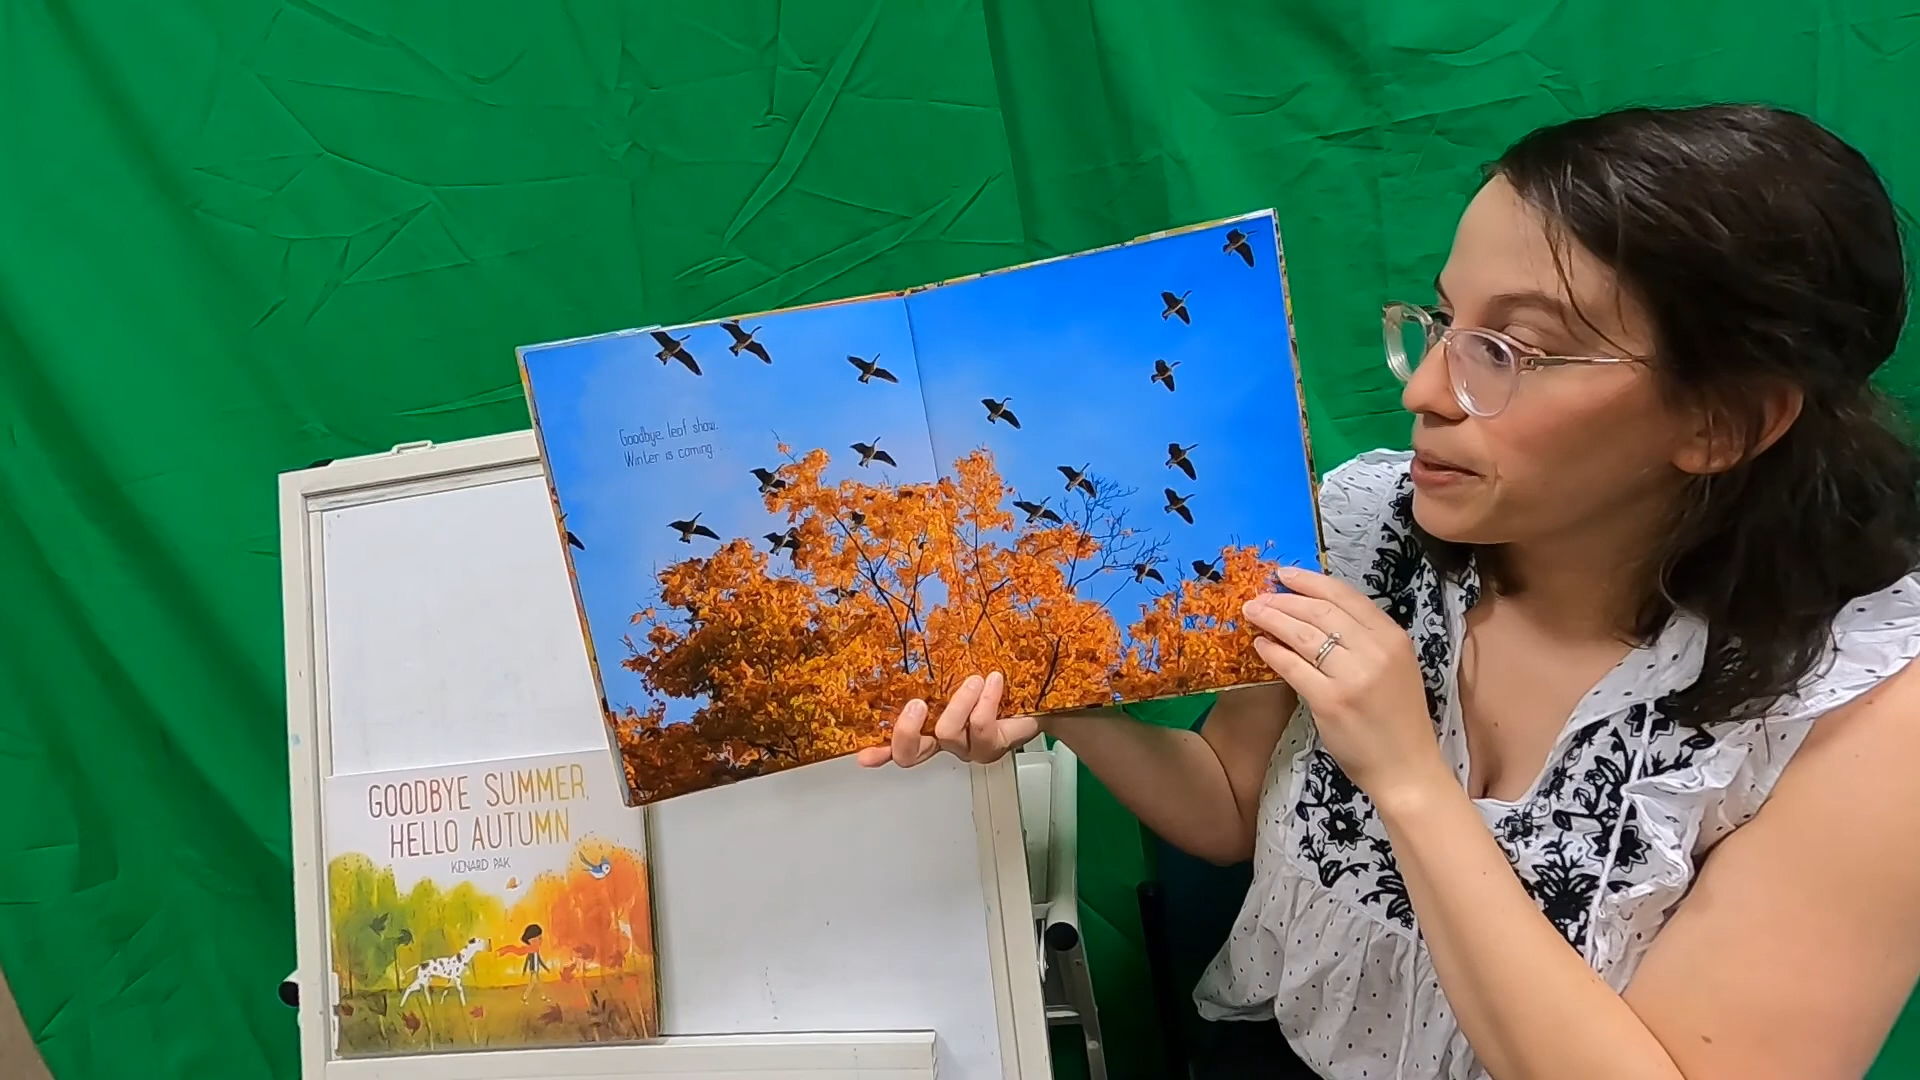 Goodbye, leaf show.
Winter is coming. . .
GOODBYE SUMMER,
HELLO AUTUMN
KENARD PAK